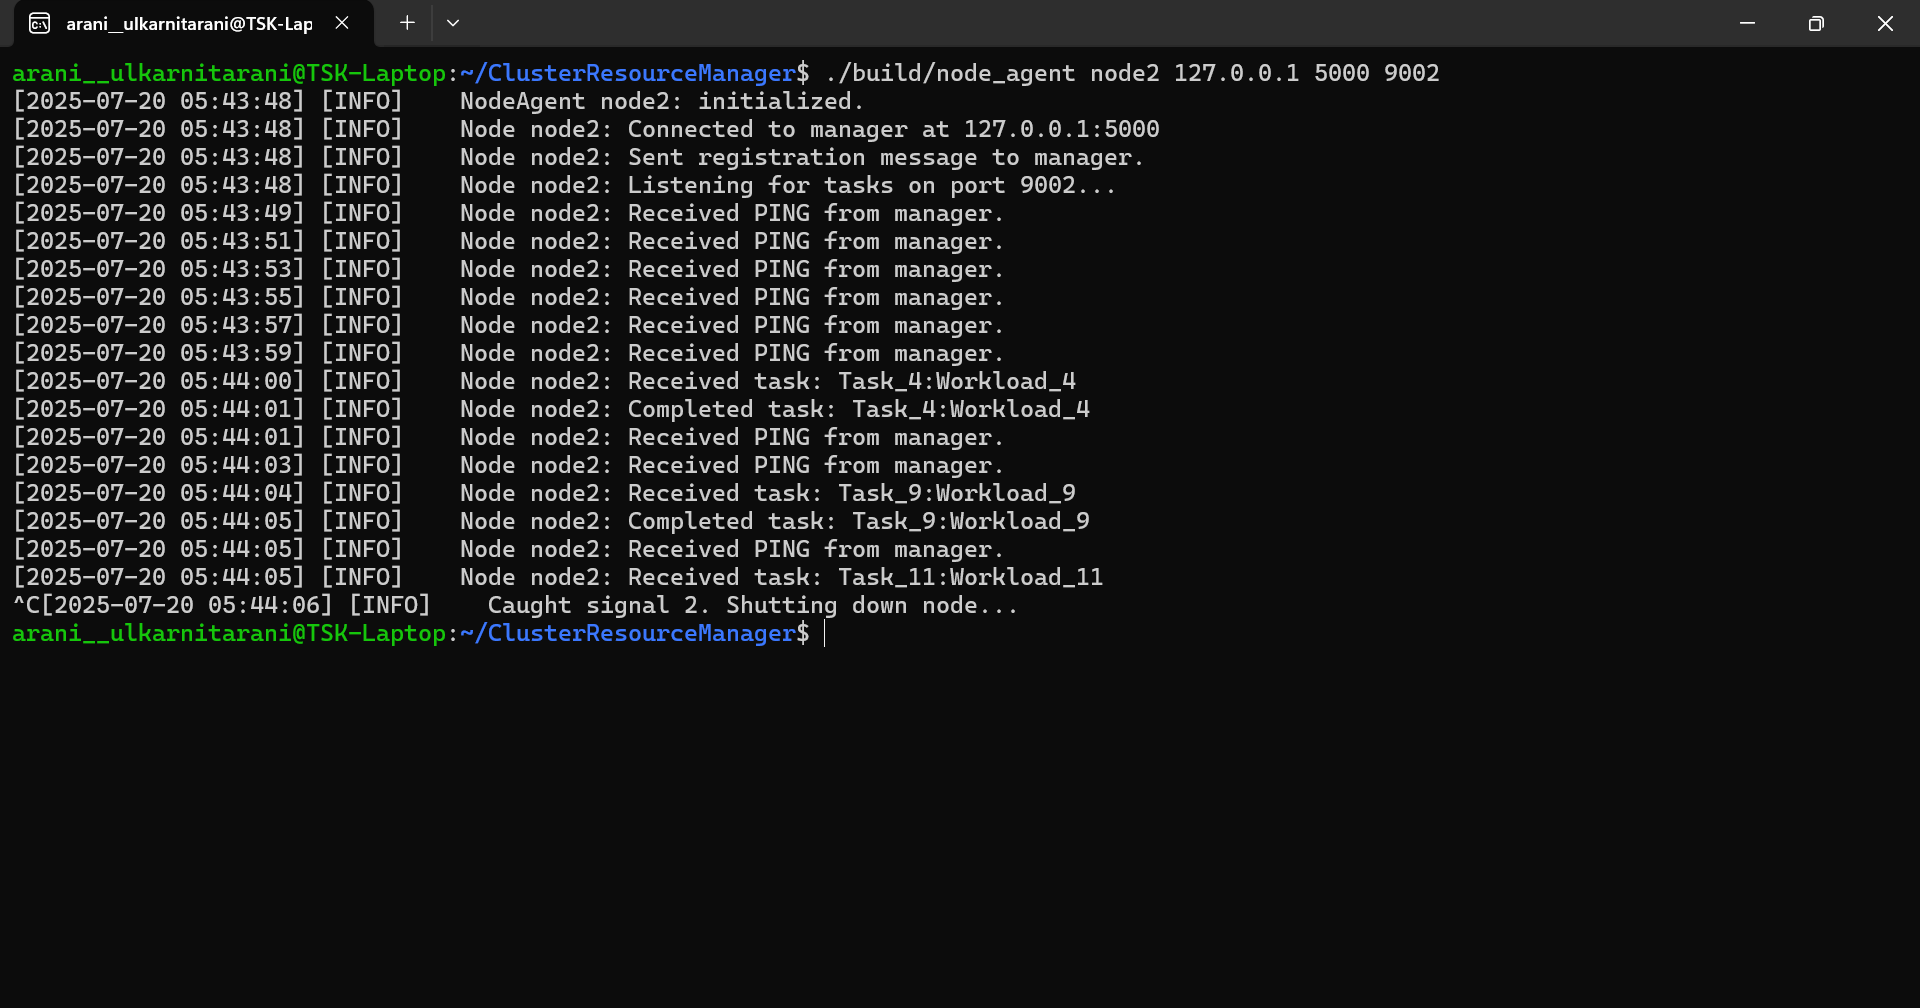 arani__ulkarnitarani@TSK-Lap
arani__ulkarnitarani@TSK-Laptop:~/ClusterResourceManager$ ./build/node_agent node2 127.0.0.1 5000 9002
[2025-07-20 05:43:48] [INFO]    NodeAgent node2: initialized.
[2025-07-20 05:43:48] [INFO]    Node node2: Connected to manager at 127.0.0.1:5000
[2025-07-20 05:43:48] [INFO]    Node node2: Sent registration message to manager.
[2025-07-20 05:43:48] [INFO]    Node node2: Listening for tasks on port 9002...
[2025-07-20 05:43:49] [INFO]    Node node2: Received PING from manager.
[2025-07-20 05:43:51] [INFO]    Node node2: Received PING from manager.
[2025-07-20 05:43:53] [INFO]    Node node2: Received PING from manager.
[2025-07-20 05:43:55] [INFO]    Node node2: Received PING from manager.
[2025-07-20 05:43:57] [INFO]    Node node2: Received PING from manager.
[2025-07-20 05:43:59] [INFO]    Node node2: Received PING from manager.
[2025-07-20 05:44:00] [INFO]    Node node2: Received task: Task_4:Workload_4
[2025-07-20 05:44:01] [INFO]    Node node2: Completed task: Task_4:Workload_4
[2025-07-20 05:44:01] [INFO]    Node node2: Received PING from manager.
[2025-07-20 05:44:03] [INFO]    Node node2: Received PING from manager.
[2025-07-20 05:44:04] [INFO]    Node node2: Received task: Task_9:Workload_9
[2025-07-20 05:44:05] [INFO]    Node node2: Completed task: Task_9:Workload_9
[2025-07-20 05:44:05] [INFO]    Node node2: Received PING from manager.
[2025-07-20 05:44:05] [INFO]    Node node2: Received task: Task_11:Workload_11
^C[2025-07-20 05:44:06] [INFO]    Caught signal 2. Shutting down node...
arani__ulkarnitarani@TSK-Laptop:~/ClusterResourceManager$